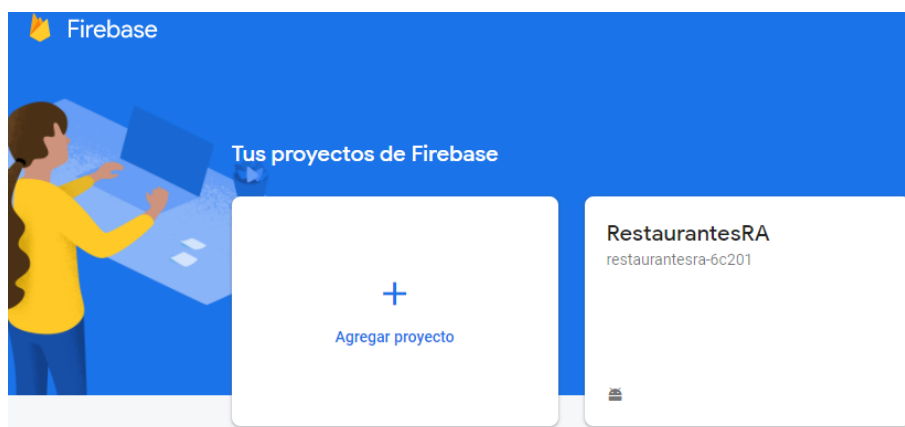 Firebase
Tus proyectos de Firebase
Agregar proyecto
RestaurantesRA
restaurantesra-6c201